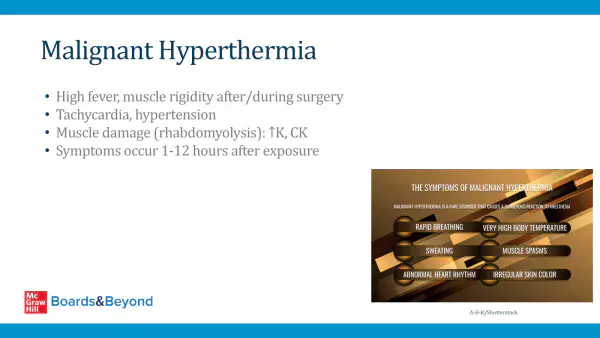 Malignant Hyperthermia
• High fever, muscle rigidity after/during surgery
• Tachycardia, hypertension
• Muscle damage (rhabdomyolysis): ↑K, CK
• Symptoms occur 1-12 hours after exposure
THE SYMPTOMS OF MALIGNANT HYPERTHERMIA
MALIGNANT HYPERTHERMIA IS A RARE DISORDER THAT CAUSES A DANGEROUS REACTION TO ANESTHESIA
RAPID BREATHING
VERY HIGH BODY TEMPERATURE
SWEATING
MUSCLE SPASMS
ABNORMAL HEART RHYTHM
IRREGULAR SKIN COLOR
A-H-K/Shutterstock
Mc
Graw
Hill
Boards&Beyond